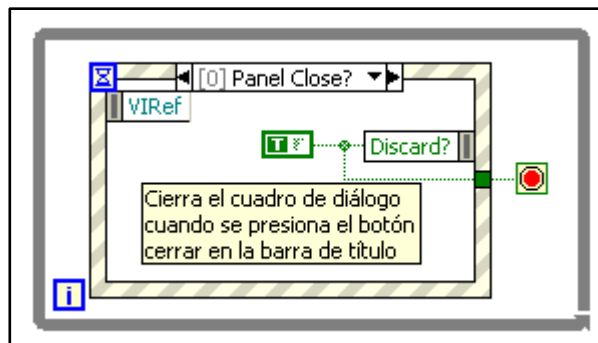 [0] Panel Close?
VIRef
T
Discard?
Cierra el cuadro de diálogo
cuando se presiona el botón
cerrar en la barra de título
i